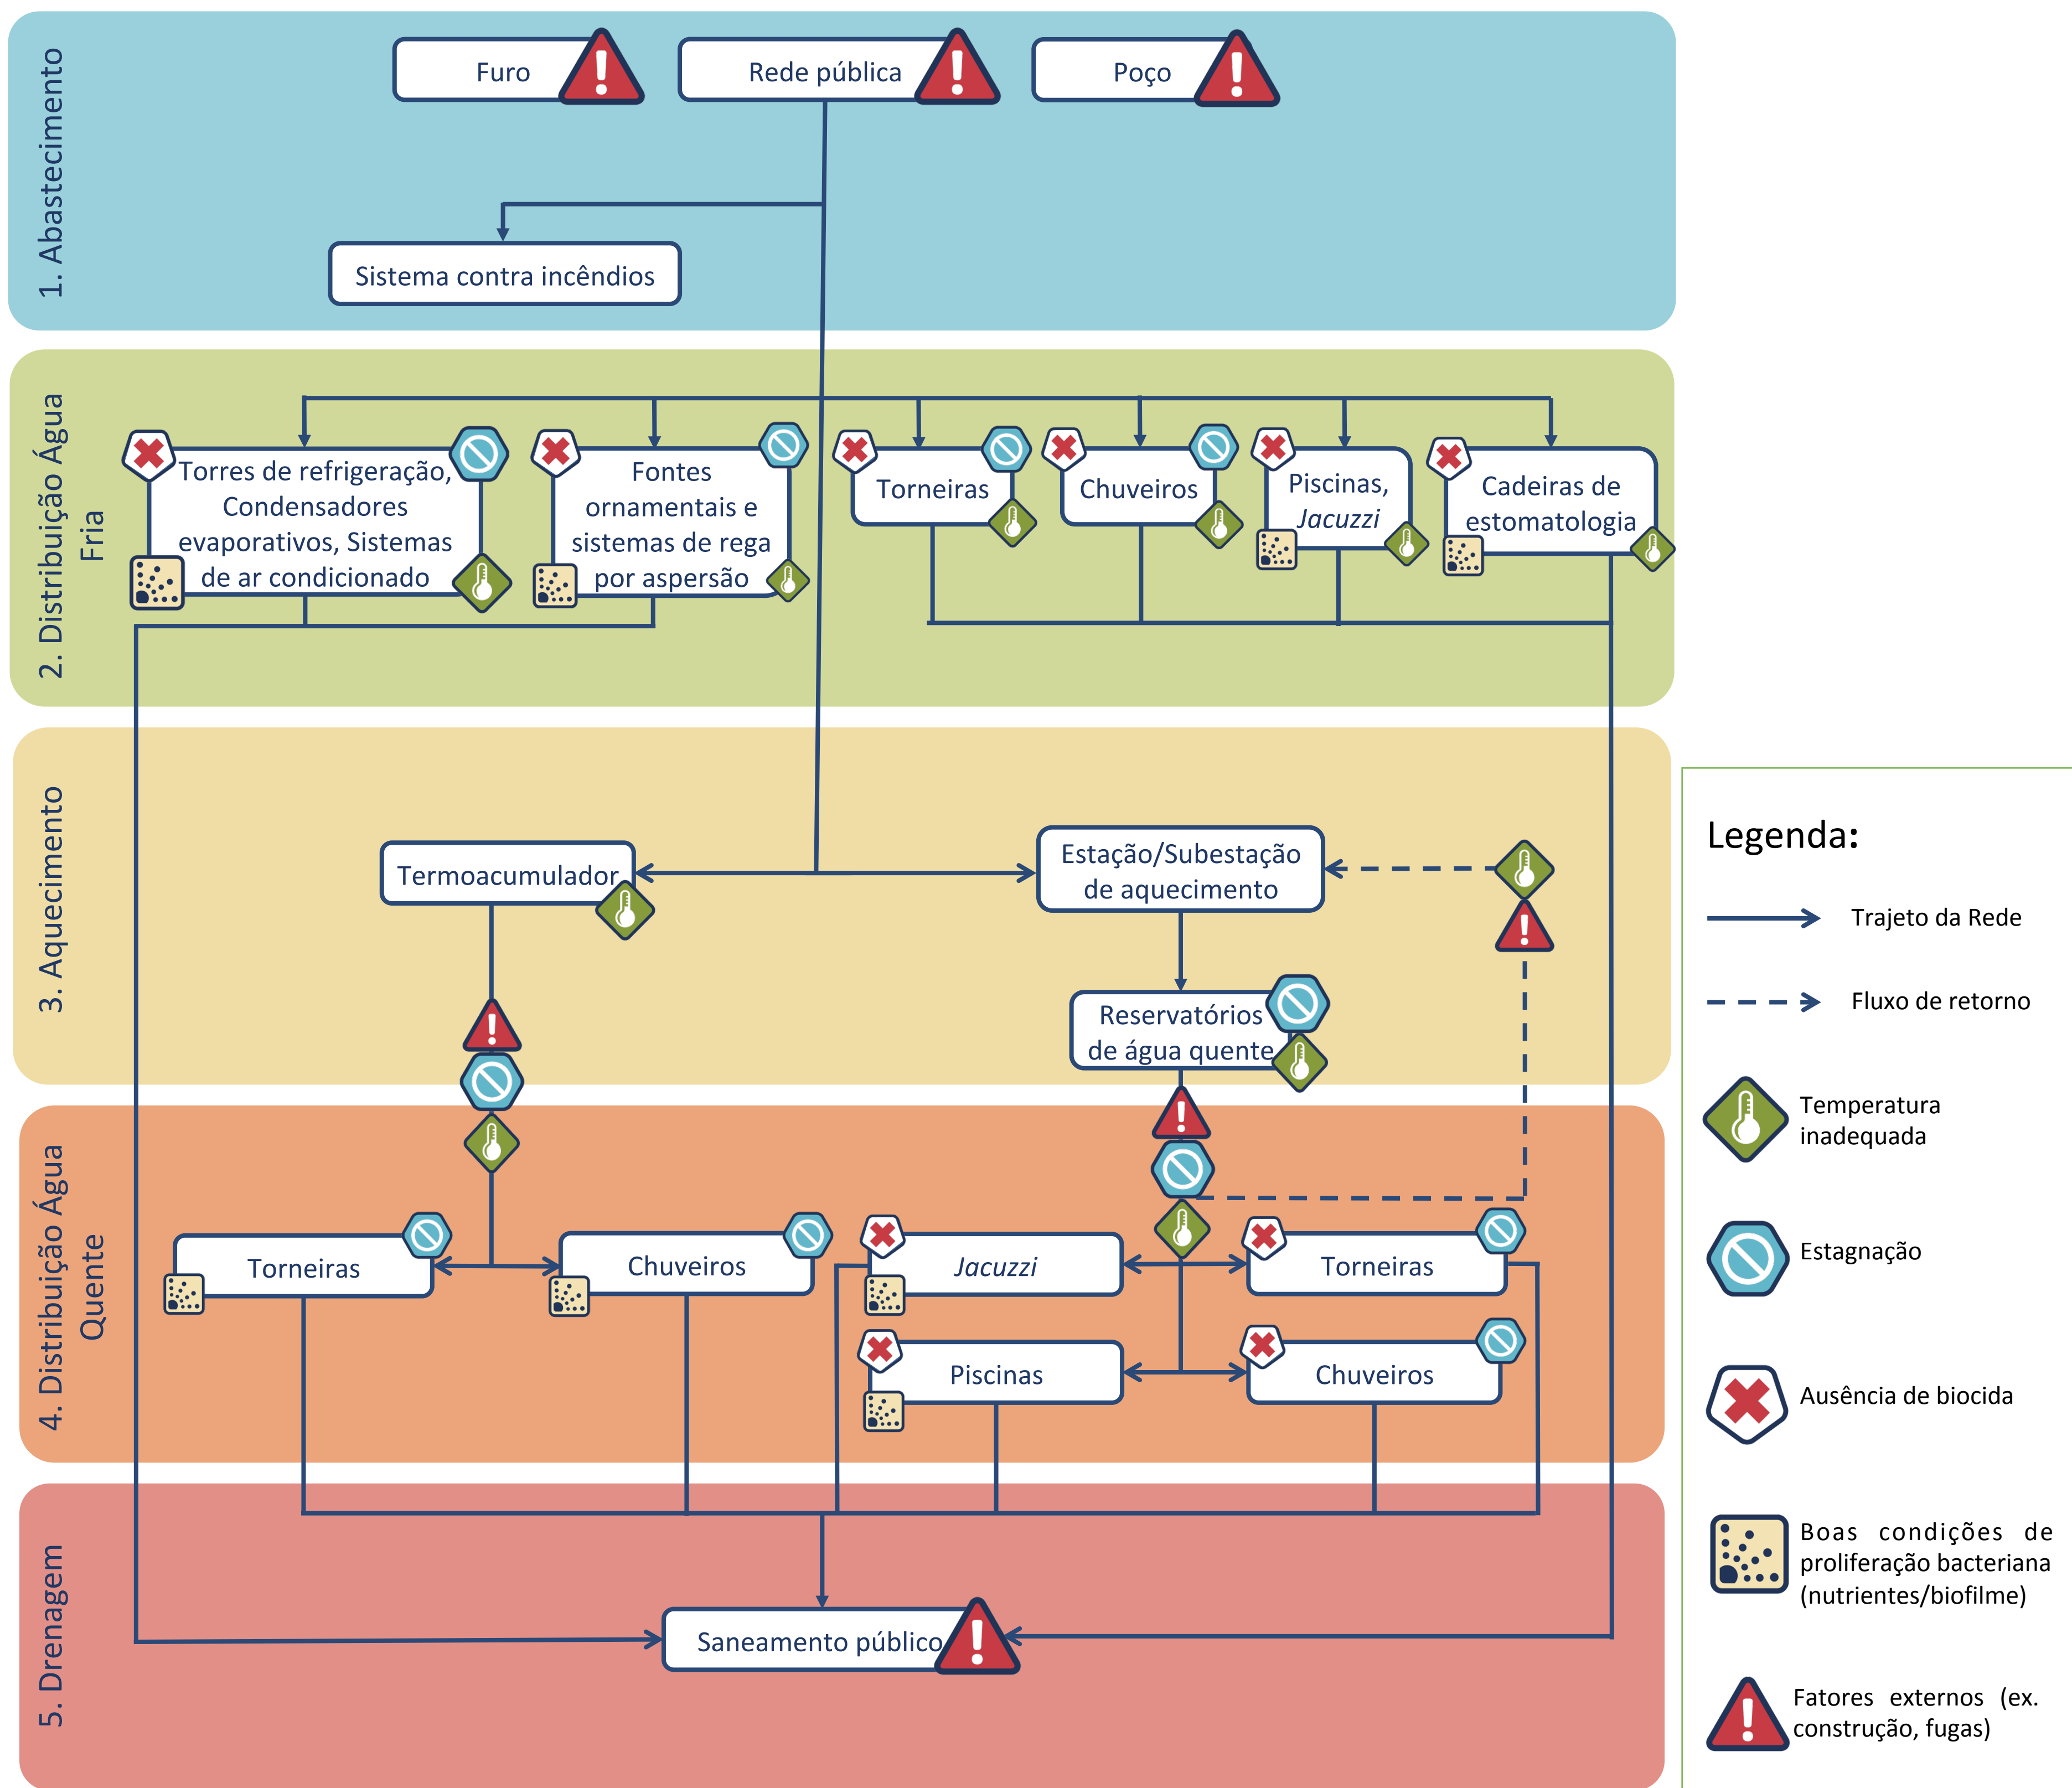 1. Abastecimento
Furo
Rede pública
Poço
Sistema contra incêndios
2. Distribuição Água
Fria
Torres de refrigeração,
Condensadores
evaporativos, Sistemas
de ar condicionado
Fontes
ornamentais e
sistemas de rega
por aspersão
Torneiras
Chuveiros
Piscinas,
Jacuzzi
Cadeiras de
estomatologia
3. Aquecimento
Termoacumulador
Estação/Subestação
de aquecimento
Reservatórios
de água quente
4. Distribuição Água
Quente
Torneiras
Chuveiros
Jacuzzi
Torneiras
Piscinas
Chuveiros
5. Drenagem
Saneamento público
Legenda:
Trajeto da Rede
Fluxo de retorno
Temperatura
inadequada
Estagnação
Ausência de biocida
Boas condições de
proliferação bacteriana
(nutrientes/biofilme)
Fatores externos (ex.
construção, fugas)